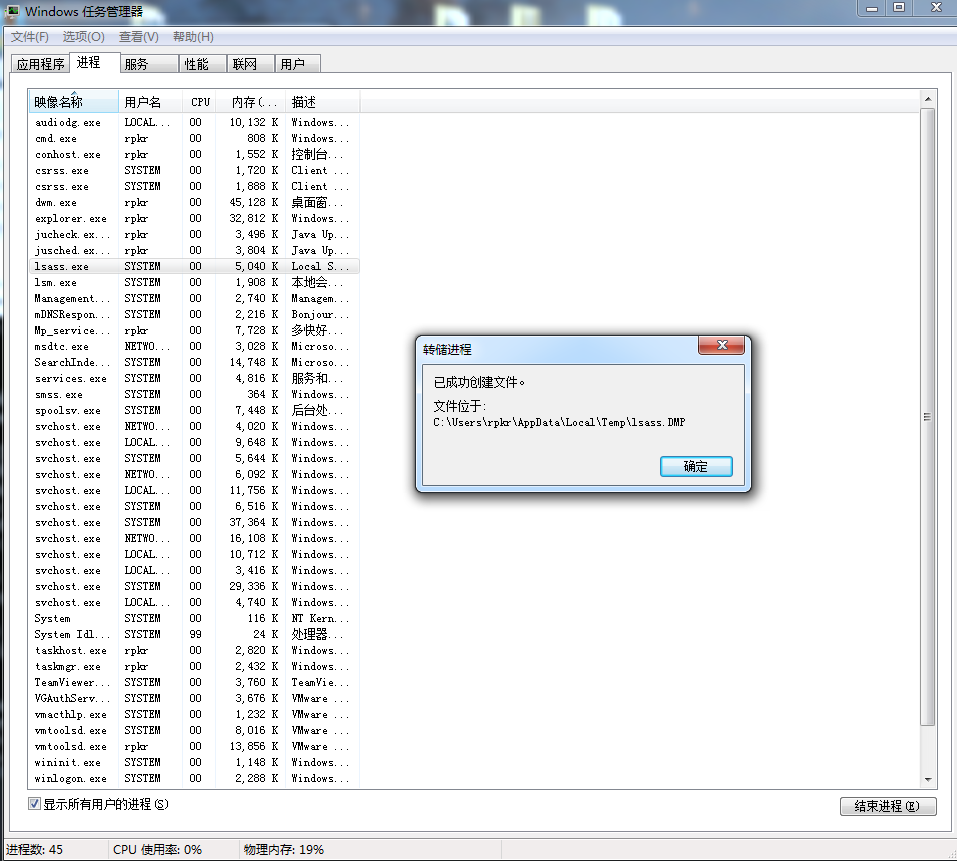 Windows 任务管理器
文件(F) 选项(O) 查看(V) 帮助(H)
应用程序 进程 服务 性能 联网 用户
映像名称 用户名 CPU 内存(... 描述
audiodg.exe LOCAL... 00 10,132 K Windows...
cmd.exe rpkr 00 808 K Windows...
conhost.exe rpkr 00 1,552 K 控制台...
csrss.exe SYSTEM 00 1,720 K Client ...
csrss.exe SYSTEM 00 1,888 K Client ...
dwm.exe rpkr 00 45,128 K 桌面窗...
explorer.exe rpkr 00 32,812 K Windows...
jucheck.ex... rpkr 00 3,496 K Java Up...
jusched.ex... rpkr 00 3,804 K Java Up...
lsass.exe SYSTEM 00 5,040 K Local S...
lsm.exe SYSTEM 00 1,908 K 本地会...
Management... SYSTEM 00 2,740 K Managem...
mDNSRespon... SYSTEM 00 2,216 K Bonjour...
Mp_service... rpkr 00 7,728 K 多快好...
msdtc.exe NETWO... 00 3,028 K Microso...
SearchInde... SYSTEM 00 14,748 K Microso...
services.exe SYSTEM 00 4,816 K 服务和...
smss.exe SYSTEM 00 364 K Windows...
spoolsv.exe SYSTEM 00 7,448 K 后台处...
svchost.exe NETWO... 00 4,020 K Windows...
svchost.exe LOCAL... 00 9,648 K Windows...
svchost.exe SYSTEM 00 5,644 K Windows...
svchost.exe NETWO... 00 6,092 K Windows...
svchost.exe LOCAL... 00 11,756 K Windows...
svchost.exe SYSTEM 00 6,516 K Windows...
svchost.exe SYSTEM 00 37,364 K Windows...
svchost.exe NETWO... 00 16,108 K Windows...
svchost.exe LOCAL... 00 10,712 K Windows...
svchost.exe LOCAL... 00 3,416 K Windows...
svchost.exe SYSTEM 00 29,336 K Windows...
svchost.exe LOCAL... 00 4,740 K Windows...
System SYSTEM 00 116 K NT Kern...
System Idl... SYSTEM 99 24 K 处理器...
taskhost.exe rpkr 00 2,820 K Windows...
taskmgr.exe rpkr 00 2,432 K Windows...
TeamViewer... SYSTEM 00 3,760 K TeamVie...
VGAuthServ... SYSTEM 00 3,676 K VMware ...
vmacthlp.exe SYSTEM 00 1,232 K VMware ...
vmtoolsd.exe SYSTEM 00 8,016 K VMware ...
vmtoolsd.exe rpkr 00 13,856 K VMware ...
wininit.exe SYSTEM 00 1,148 K Windows...
winlogon.exe SYSTEM 00 2,288 K Windows...
转储进程
已成功创建文件。
文件位于:
C:\Users\rpkr\AppData\Local\Temp\lsass.DMP
确定
显示所有用户的进程(S)
结束进程(E)
进程数: 45 CPU 使用率: 0% 物理内存: 19%